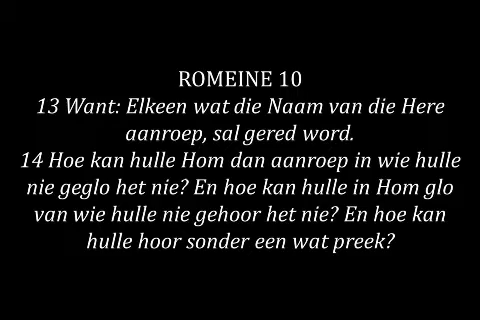 ROMEINE 10
13 Want: Elkeen wat die Naam van die Here
aanroep, sal gered word.
14 Hoe kan hulle Hom dan aanroep in wie hulle
nie geglo het nie? En hoe kan hulle in Hom glo
van wie hulle nie gehoor het nie? En hoe kan
hulle hoor sonder een wat preek?